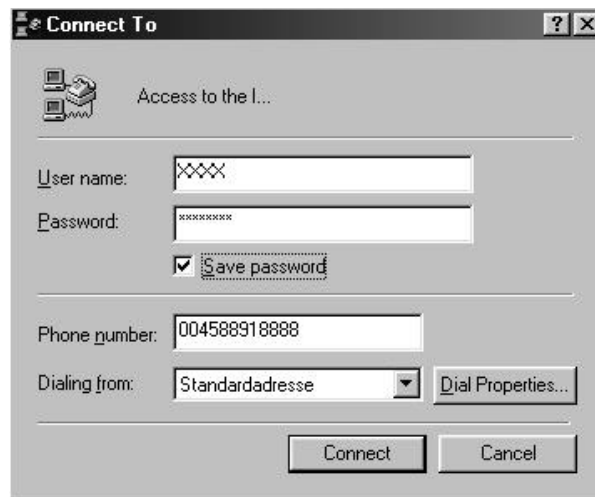 Connect To
Access to the I...
User name: XXXX
Password: ********
Save password
Phone number: 004588918888
Dialing from: Standardadresse Dial Properties...
Connect Cancel